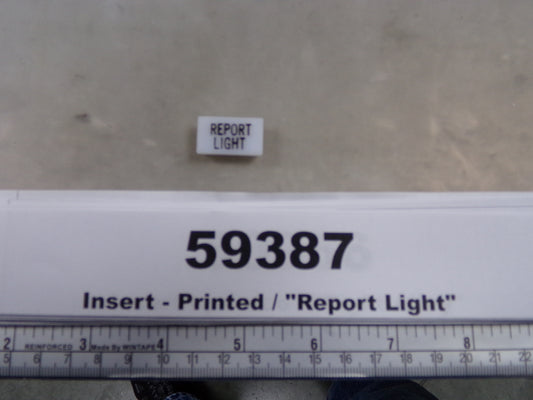 REPORT
LIGHT
59387
Insert - Printed / "Report Light"
2 REINFORCED 3 Made By WINTAPE 4 5 6 7 8
5 6 7 8 9 10 11 12 13 14 15 16 17 18 19 20 21 22